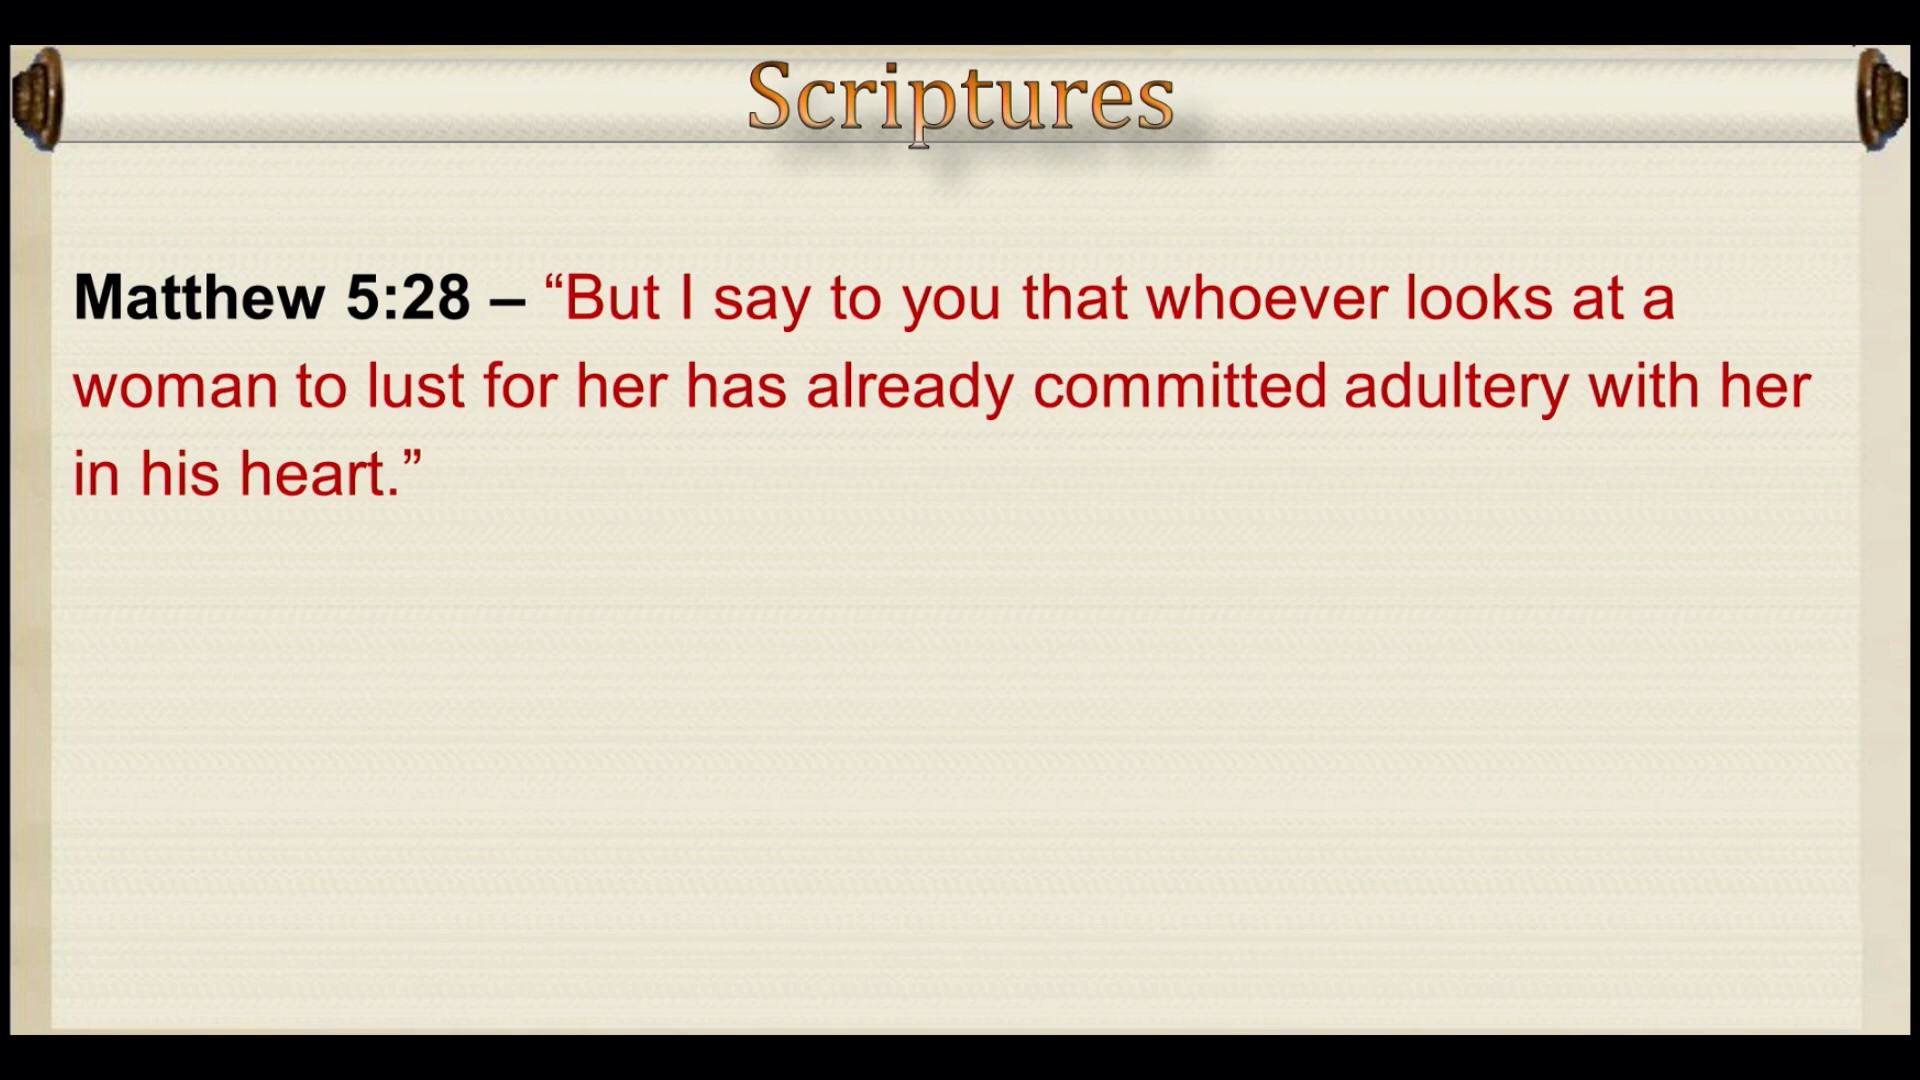 Scriptures
Matthew 5:28 – “But I say to you that whoever looks at a
woman to lust for her has already committed adultery with her
in his heart.”